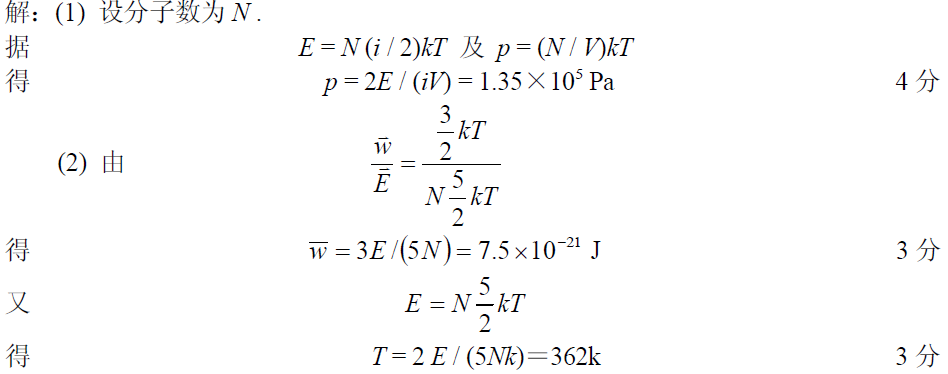 解：(1) 设分子数为 N .
据 E = N (i / 2)kT 及 p = (N / V)kT
得 p = 2E / (iV) = 1.35×10⁵ Pa 4 分
(2) 由 w̄ / Ē = (3/2 kT) / (N 5/2 kT)
得 w̄ = 3E /(5N) = 7.5×10⁻²¹ J 3 分
又 E = N 5/2 kT
得 T = 2 E / (5Nk)＝362k 3 分